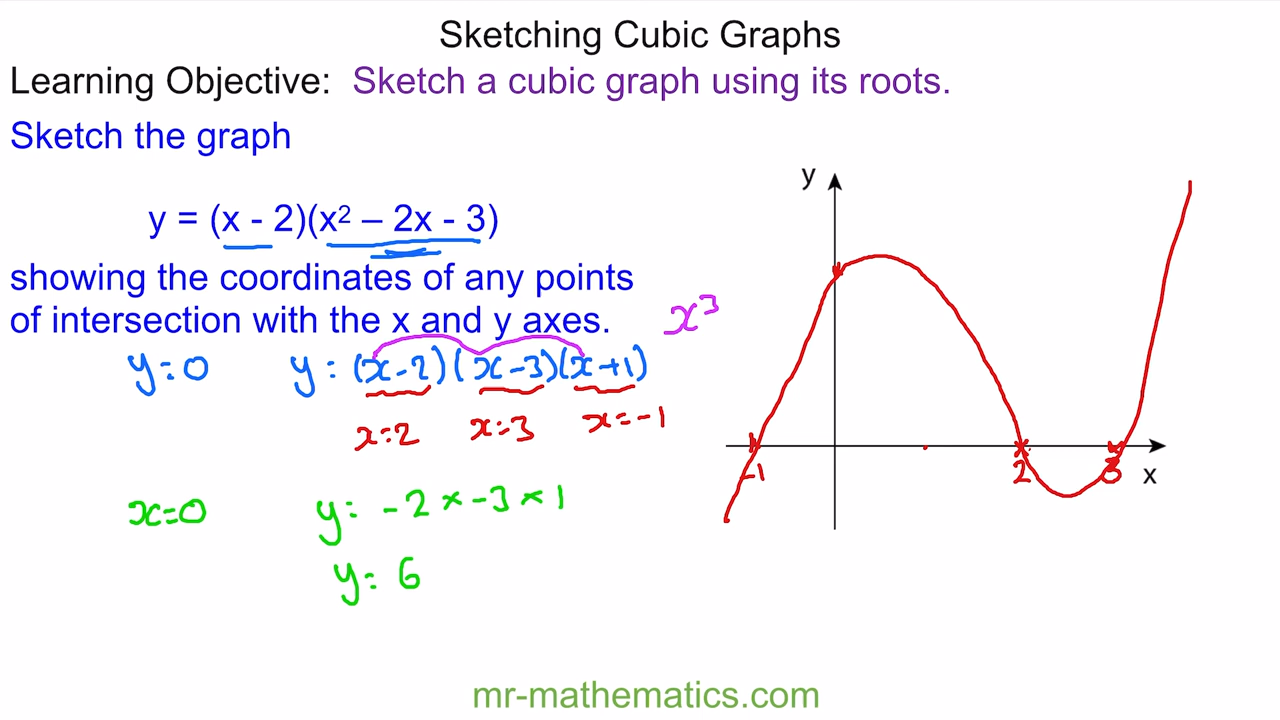 Sketching Cubic Graphs
Learning Objective: Sketch a cubic graph using its roots.
Sketch the graph
y = (x - 2)(x² – 2x - 3)
showing the coordinates of any points
of intersection with the x and y axes.
x³
y=0 y=(x-2)(x-3)(x+1)
x=2 x=3 x=-1
x=0 y= -2 × -3 × 1
y= 6
y
-1 2 3 x
mr-mathematics.com